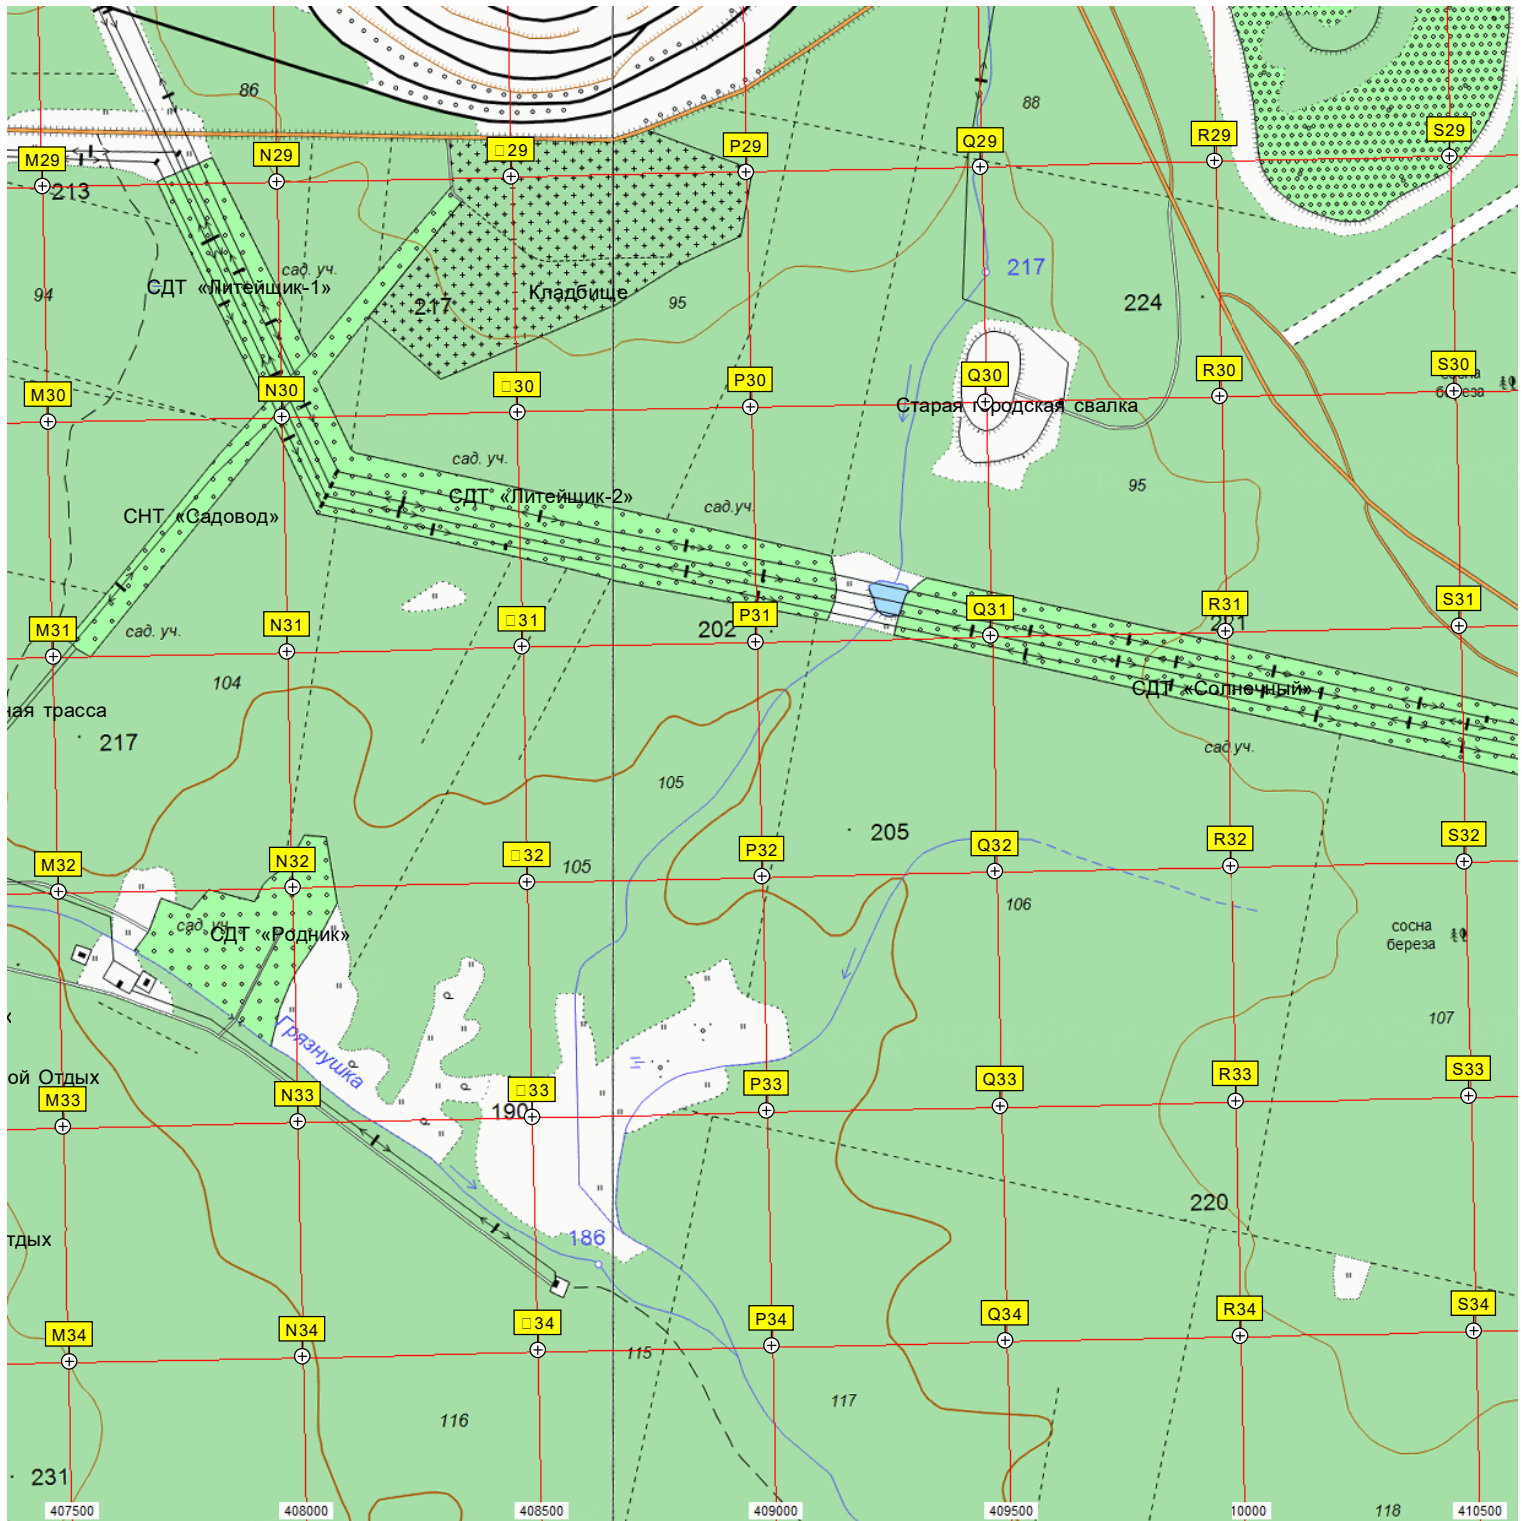 86
88
M29
N29
□29
P29
Q29
R29
S29
213
сад. уч.
СДТ «Литейщик-1»
94
217
Кладбище
95
217
224
M30
N30
□30
P30
Q30
R30
S30
сосна
береза
Старая городская свалка
сад. уч.
СДТ «Литейщик-2»
сад.уч.
95
СНТ «Садовод»
M31
N31
□31
P31
Q31
R31
S31
сад. уч.
202
221
104
СДТ «Солнечный»
ная трасса
217
сад.уч.
105
205
M32
N32
□32
P32
Q32
R32
S32
105
106
сад. уч.
СДТ «Родник»
сосна
береза
107
Грязнушка
ой Отдых
M33
N33
□33
P33
Q33
R33
S33
190
220
186
тдых
M34
N34
□34
P34
Q34
R34
S34
115
116
117
231
118
407500
408000
408500
409000
409500
10000
410500